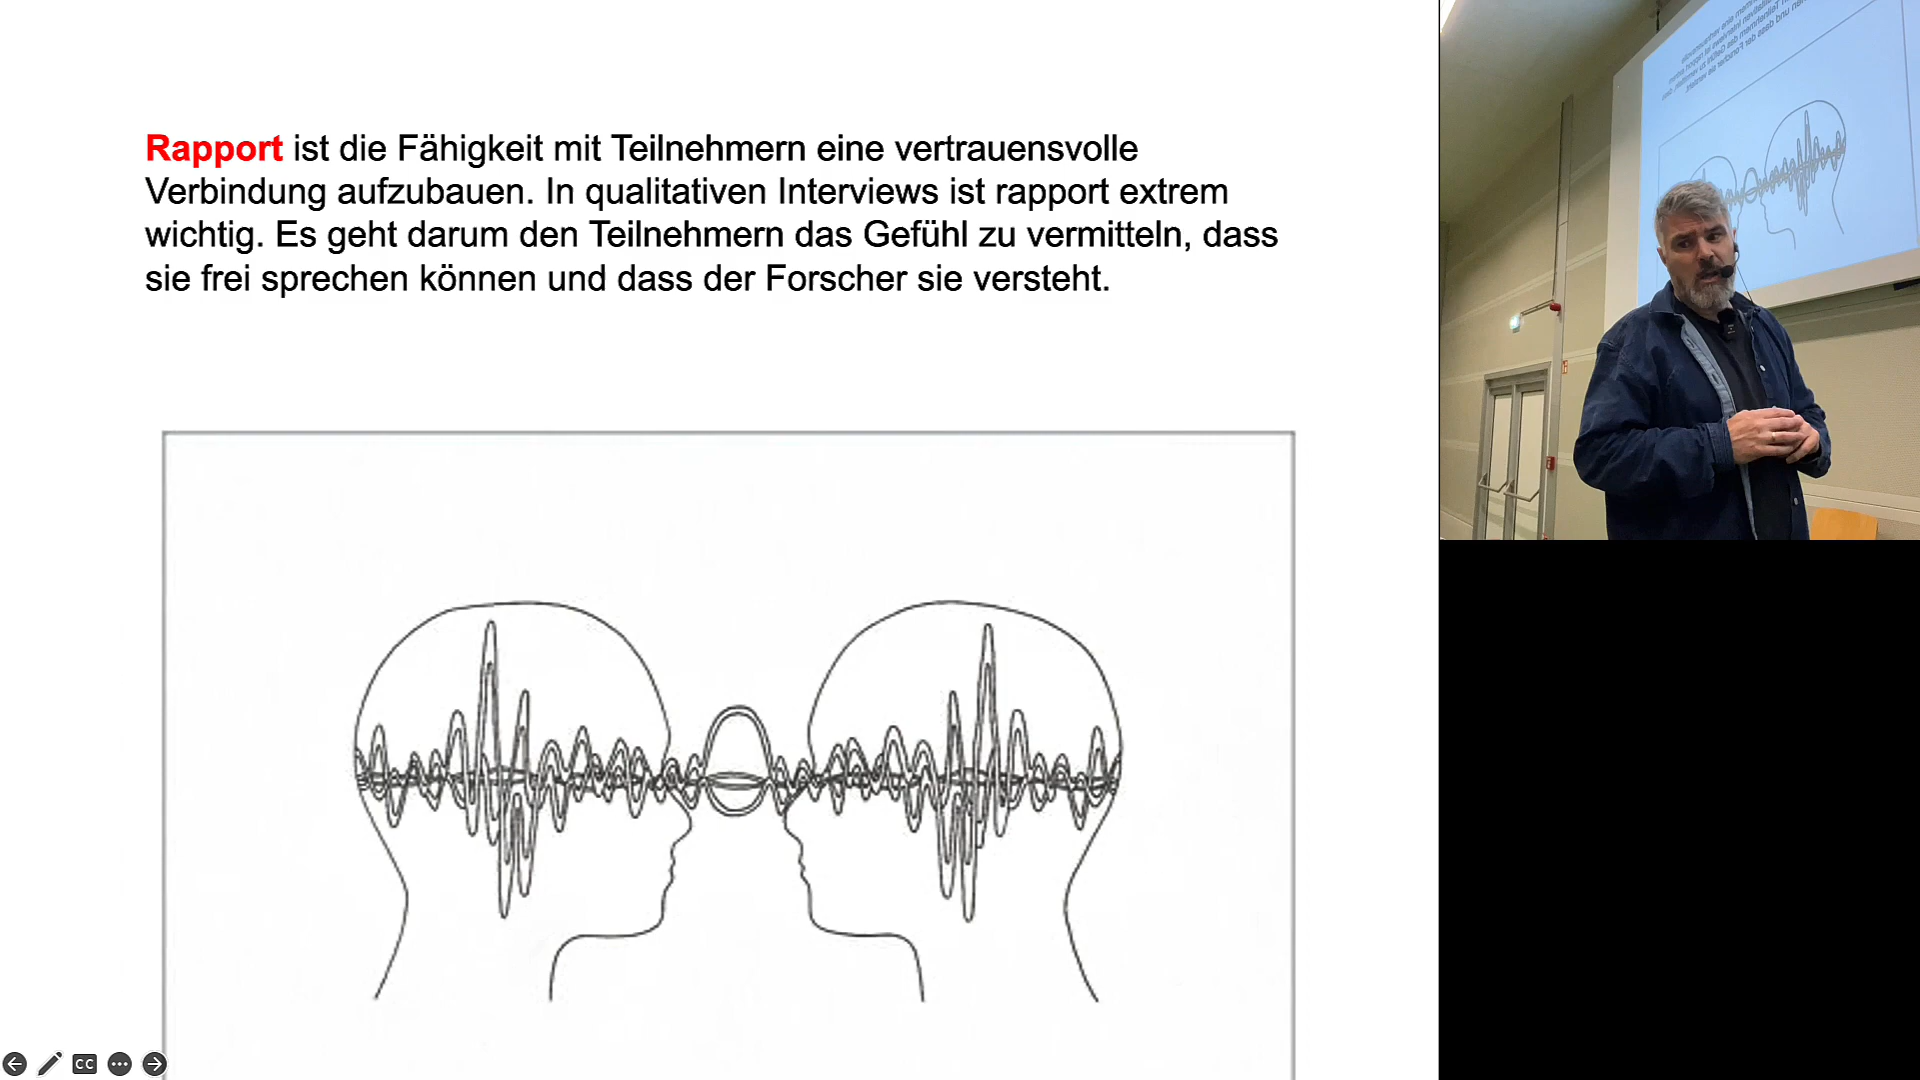 Rapport ist die Fähigkeit mit Teilnehmern eine vertrauensvolle
Verbindung aufzubauen. In qualitativen Interviews ist rapport extrem
wichtig. Es geht darum den Teilnehmern das Gefühl zu vermitteln, dass
sie frei sprechen können und dass der Forscher sie versteht.
CC